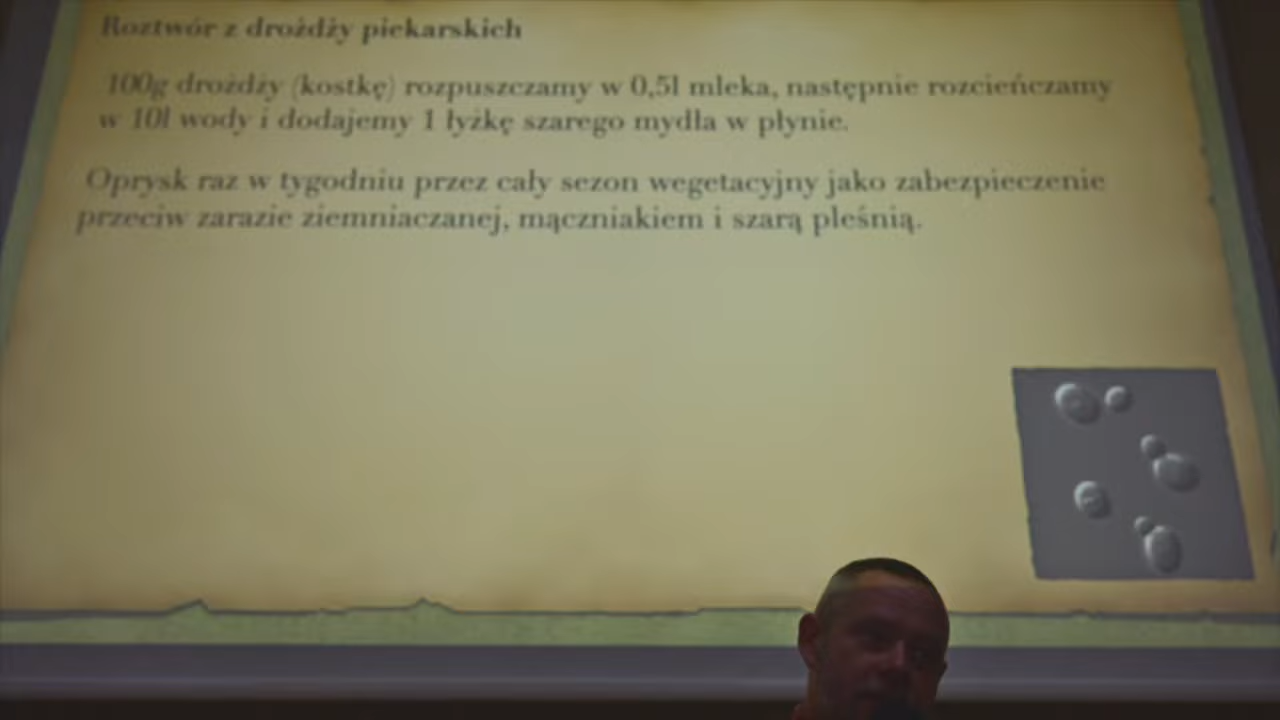 Roztwór z drożdży piekarskich
100g drożdży (kostkę) rozpuszczamy w 0,5l mleka, następnie rozcieńczamy
w 10l wody i dodajemy 1 łyżkę szarego mydła w płynie.
Oprysk raz w tygodniu przez cały sezon wegetacyjny jako zabezpieczenie
przeciw zarazie ziemniaczanej, mączniakiem i szarą pleśnią.